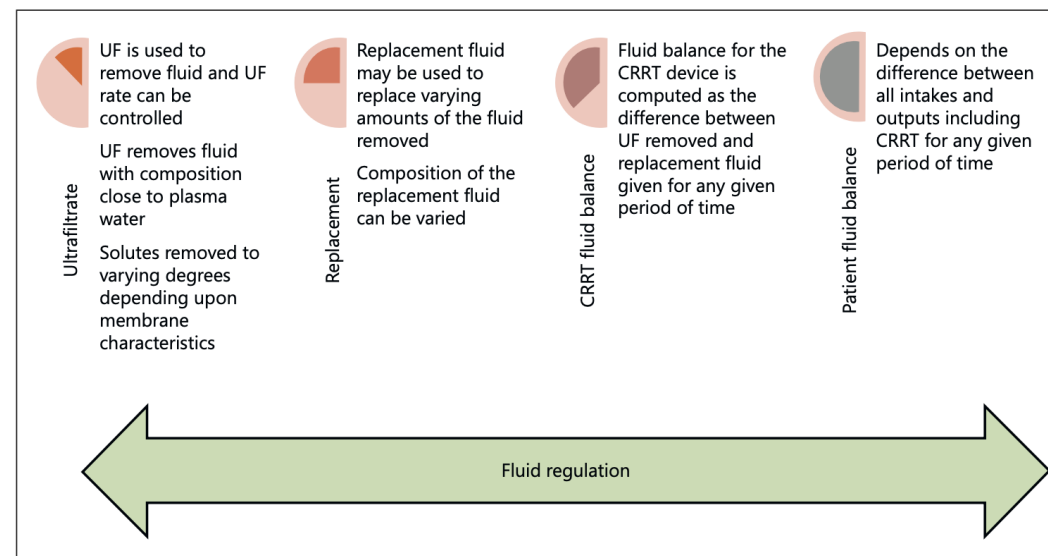 Ultrafiltrate
UF is used to
remove fluid and UF
rate can be
controlled
UF removes fluid
with composition
close to plasma
water
Solutes removed to
varying degrees
depending upon
membrane
characteristics
Replacement
Replacement fluid
may be used to
replace varying
amounts of the fluid
removed
Composition of the
replacement fluid
can be varied
CRRT fluid balance
Fluid balance for the
CRRT device is
computed as the
difference between
UF removed and
replacement fluid
given for any given
period of time
Patient fluid balance
Depends on the
difference between
all intakes and
outputs including
CRRT for any given
period of time
Fluid regulation